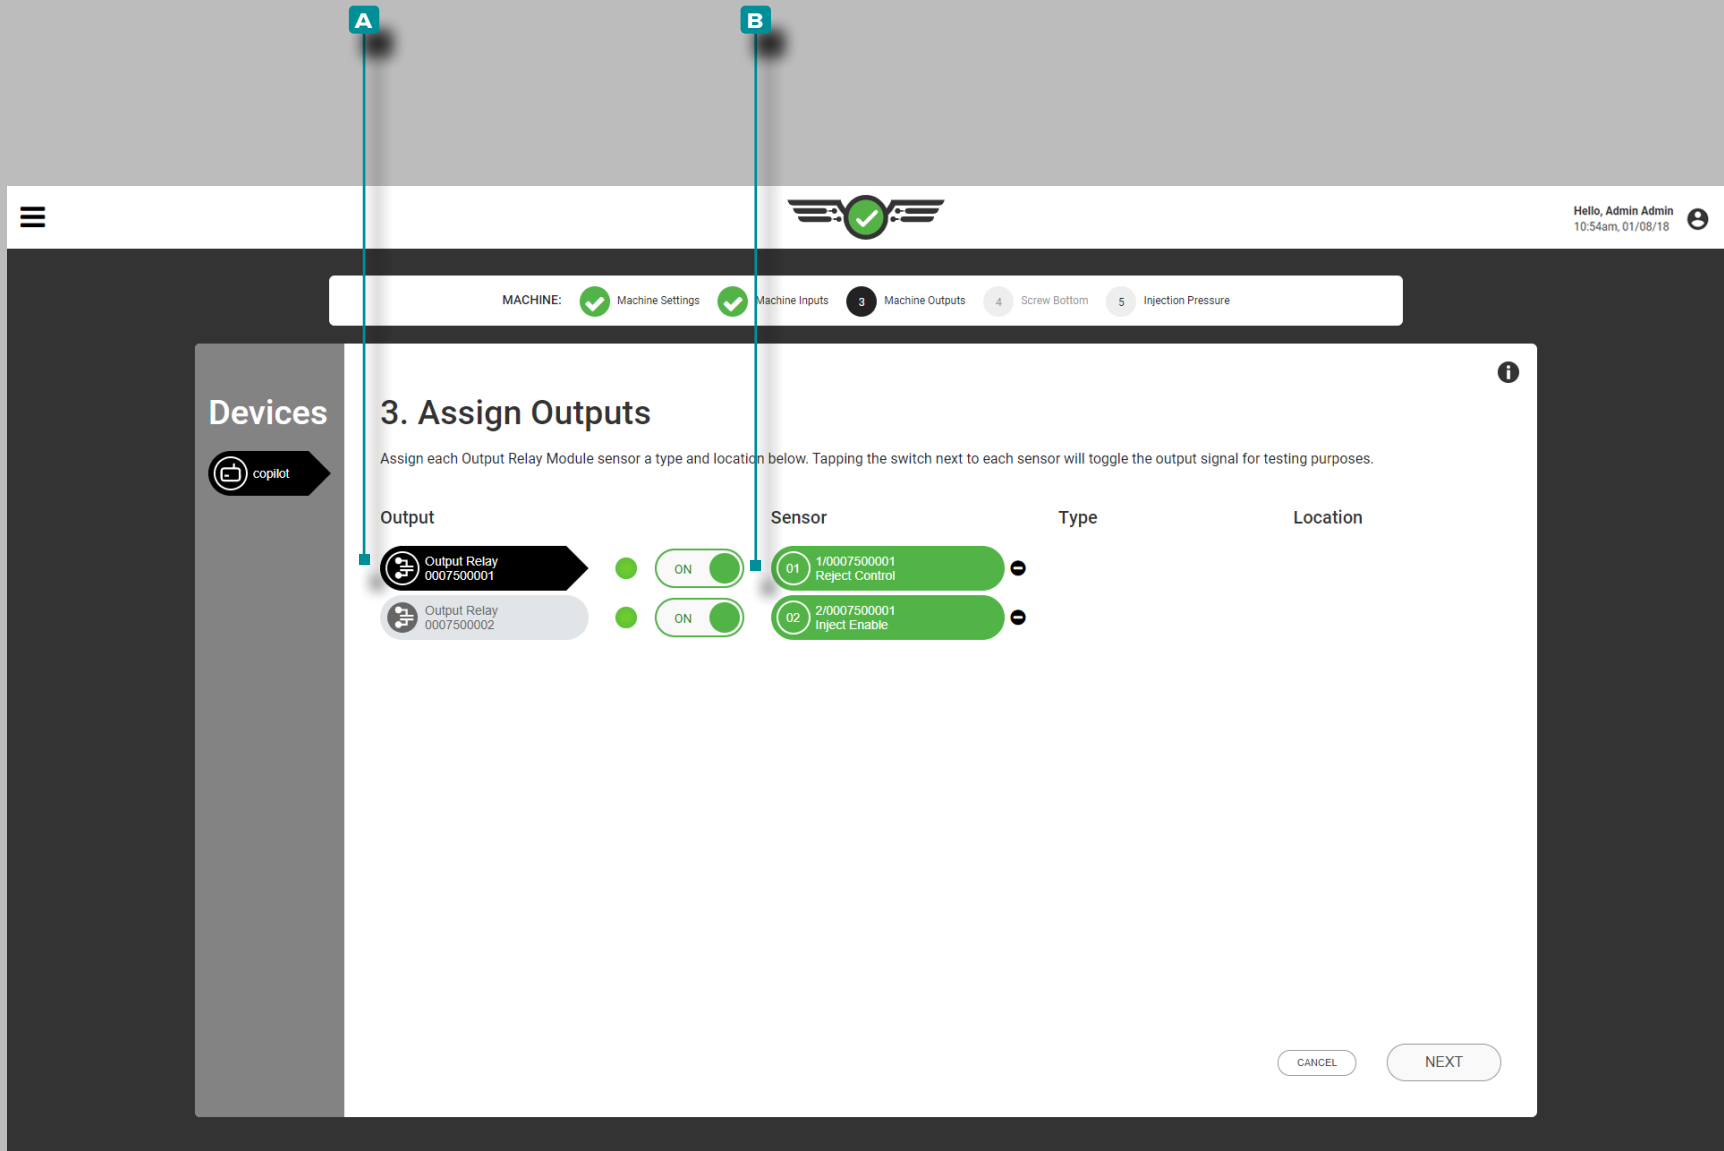 A
B
Hello, Admin Admin
10:54am, 01/08/18
MACHINE: Machine Settings Machine Inputs 3 Machine Outputs 4 Screw Bottom 5 Injection Pressure
Devices
copilot
3. Assign Outputs
Assign each Output Relay Module sensor a type and location below. Tapping the switch next to each sensor will toggle the output signal for testing purposes.
Output Sensor Type Location
Output Relay
0007500001
ON
01
1/0007500001
Reject Control
Output Relay
0007500002
ON
02
2/0007500001
Inject Enable
CANCEL
NEXT